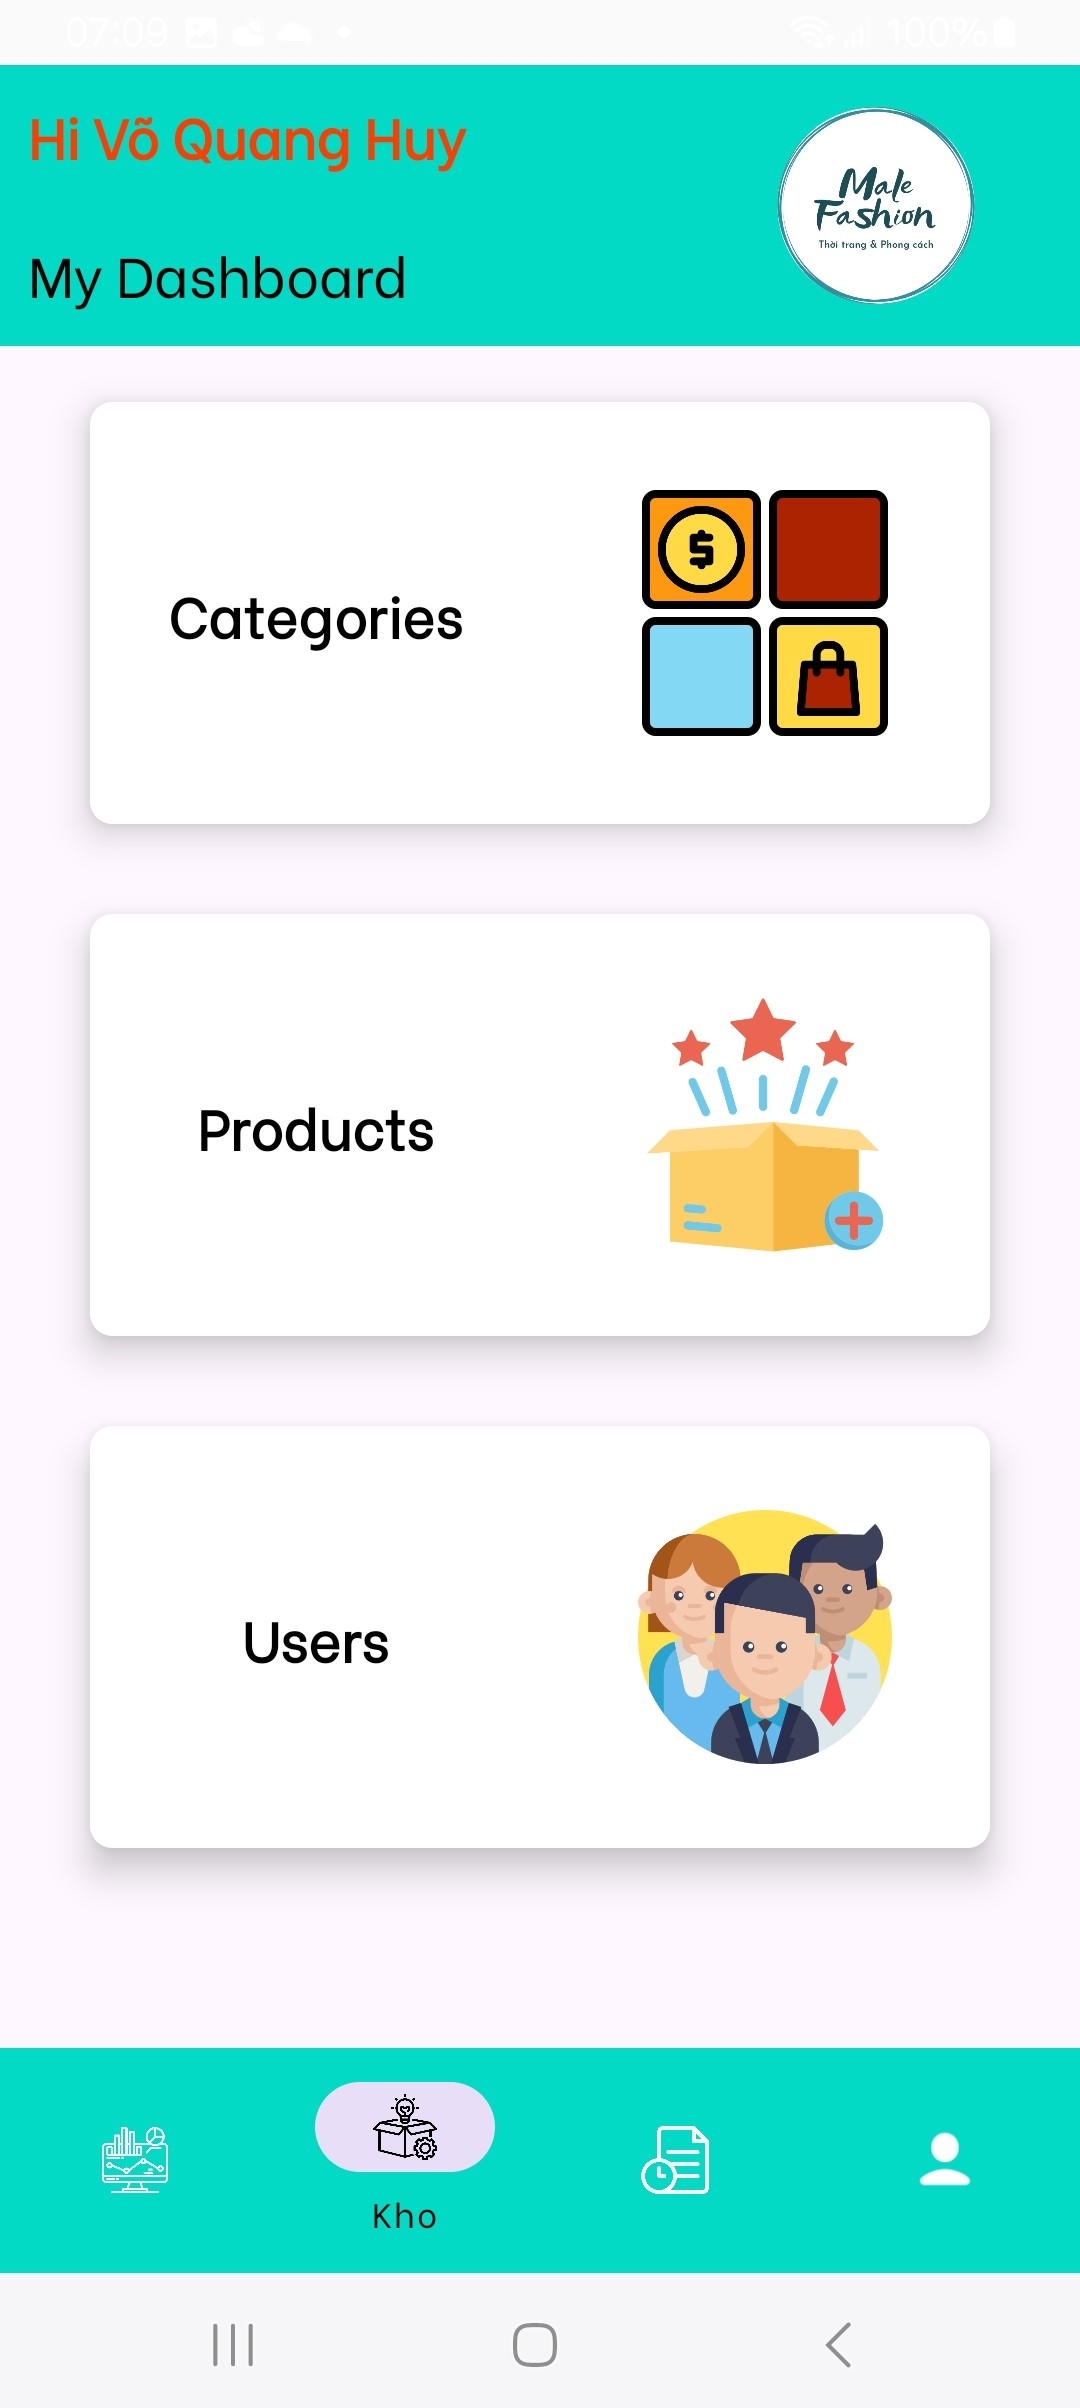 07:09
100%
Hi Võ Quang Huy
Male
Fashion
Thời trang & Phong cách
My Dashboard
Categories
$
Products
Users
Kho